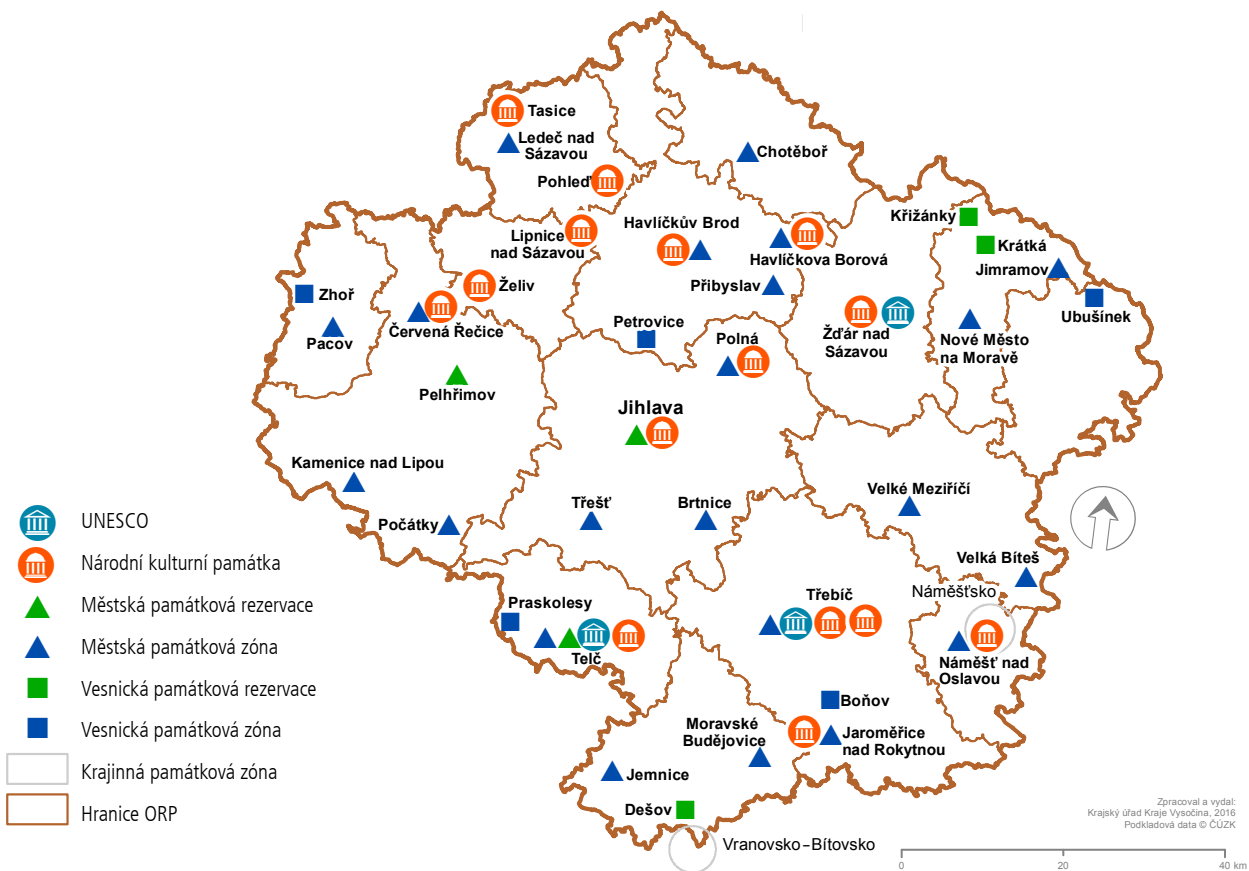 Tasice
Ledeč nad
Sázavou
Pohleď
Chotěboř
Lipnice
nad Sázavou
Havlíčkův Brod
Havlíčkova Borová
Přibyslav
Křižánky
Krátká
Jimramov
Ubušínek
Zhoř
Pacov
Želiv
Červená Řečice
Petrovice
Polná
Žďár nad
Sázavou
Nové Město
na Moravě
Pelhřimov
Jihlava
Kamenice nad Lipou
Počátky
Třešť
Brtnice
Velké Meziříčí
Velká Bíteš
Náměšťsko
Praskolesy
Telč
Třebíč
Náměšť nad
Oslavou
Boňov
Moravské
Budějovice
Jaroměřice
nad Rokytnou
Jemnice
Dešov
Vranovsko–Bítovsko
UNESCO
Národní kulturní památka
Městská památková rezervace
Městská památková zóna
Vesnická památková rezervace
Vesnická památková zóna
Krajinná památková zóna
Hranice ORP
Zpracoval a vydal:
Krajský úřad Kraje Vysočina, 2016
Podkladová data © ČÚZK
0 20 40 km